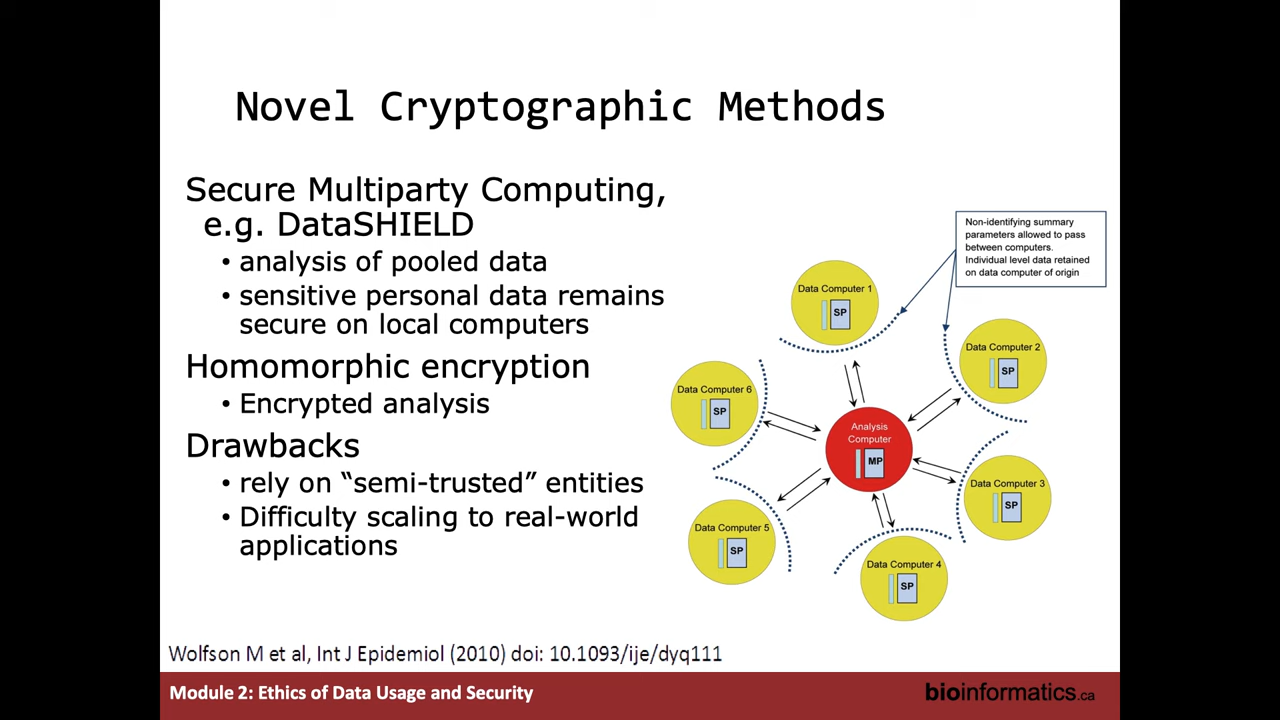 Novel Cryptographic Methods
Secure Multiparty Computing,
e.g. DataSHIELD
• analysis of pooled data
• sensitive personal data remains
secure on local computers
Homomorphic encryption
• Encrypted analysis
Drawbacks
• rely on “semi-trusted” entities
• Difficulty scaling to real-world
applications
Non-identifying summary
parameters allowed to pass
between computers.
Individual level data retained
on data computer of origin
Data Computer 1
SP
Data Computer 2
SP
Data Computer 6
SP
Analysis
Computer
MP
Data Computer 3
SP
Data Computer 5
SP
Data Computer 4
SP
Wolfson M et al, Int J Epidemiol (2010) doi: 10.1093/ije/dyq111
Module 2: Ethics of Data Usage and Security
bioinformatics.ca